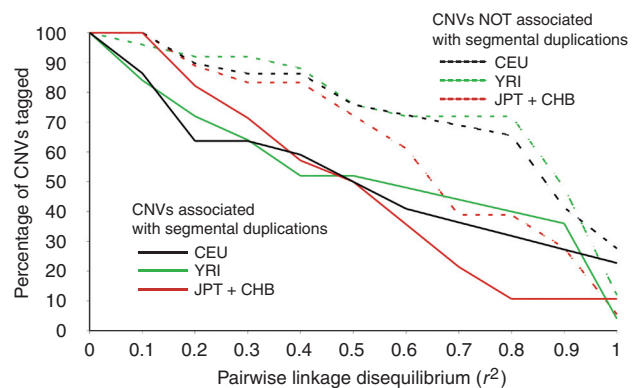 CNVs NOT associated
with segmental duplications
CEU
YRI
JPT + CHB
Percentage of CNVs tagged
100
90
80
70
60
50
40
30
20
10
0
CNVs associated
with segmental duplications
CEU
YRI
JPT + CHB
0 0.1 0.2 0.3 0.4 0.5 0.6 0.7 0.8 0.9 1
Pairwise linkage disequilibrium (r²)